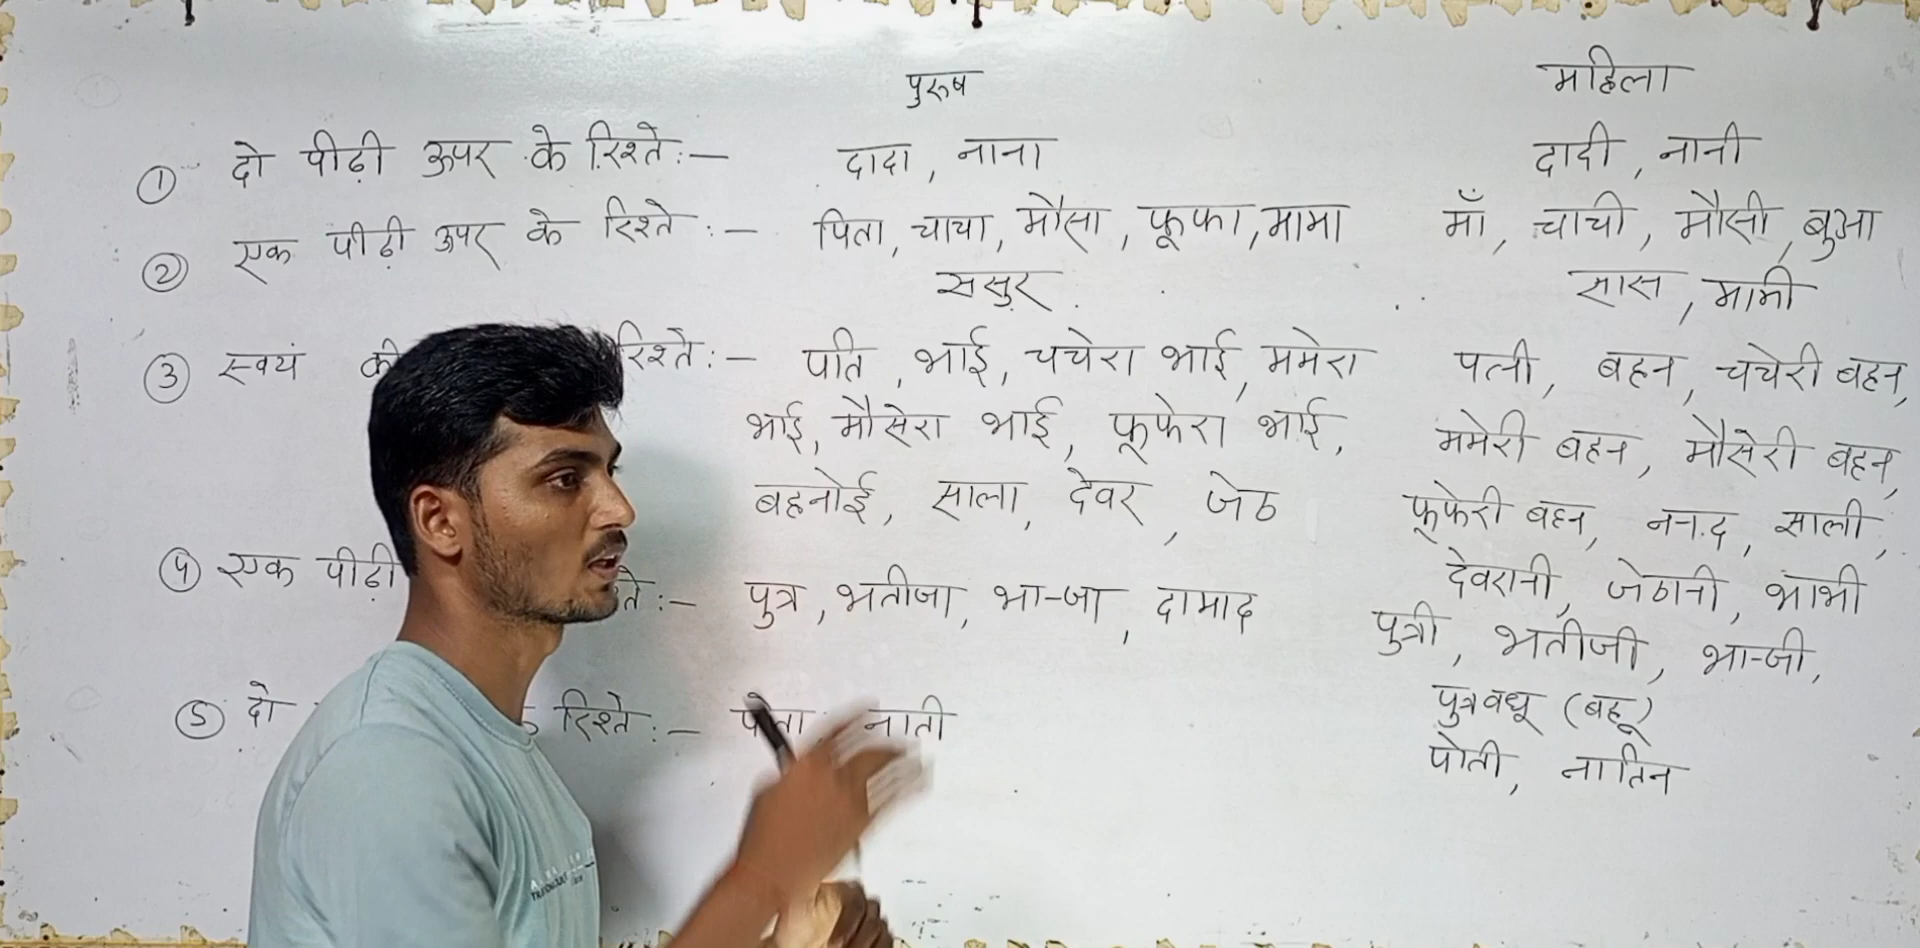 पुरूष महिला
① दो पीढ़ी ऊपर के रिश्ते :— दादा , नाना दादी , नानी
② एक पीढ़ी ऊपर के रिश्ते :— पिता, चाचा, मौसा, फूफा, मामा माँ, चाची, मौसी, बुआ
ससुर सास, मामी
③ स्वयं की रिश्ते :— पति , भाई, चचेरा भाई, ममेरा पत्नी, बहन, चचेरी बहन,
भाई, मौसेरा भाई, फूफेरा भाई, ममेरी बहन, मौसेरी बहन,
बहनोई, साला, देवर, जेठ फूफेरी बहन, ननद, साली,
देवरानी, जेठानी, भाभी
④ एक पीढ़ी :— पुत्र, भतीजा, भान्जा, दामाद पुत्री, भतीजी, भान्जी,
पुत्रवधू (बहू)
⑤ दो रिश्ते :— नाती पोती, नातिन